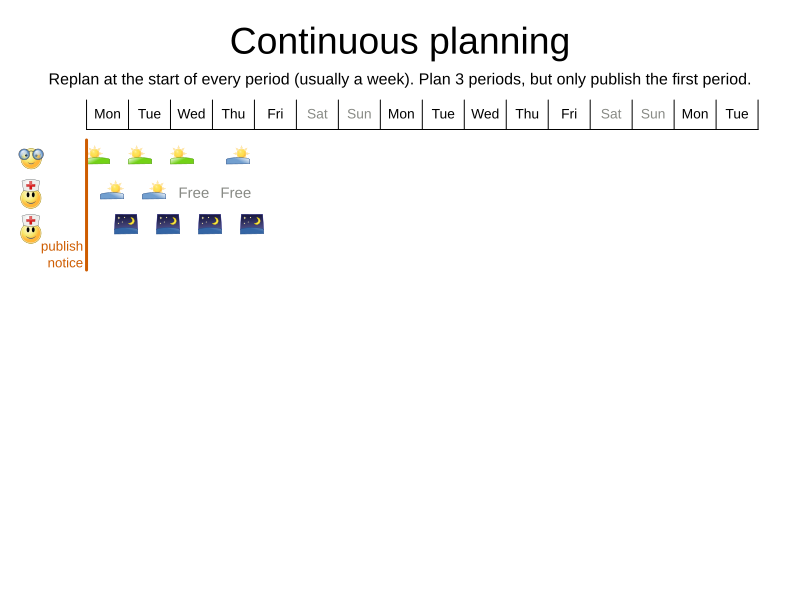 Continuous planning
Replan at the start of every period (usually a week). Plan 3 periods, but only publish the first period.
Mon Tue Wed Thu Fri Sat Sun Mon Tue Wed Thu Fri Sat Sun Mon Tue
Free Free
publish
notice